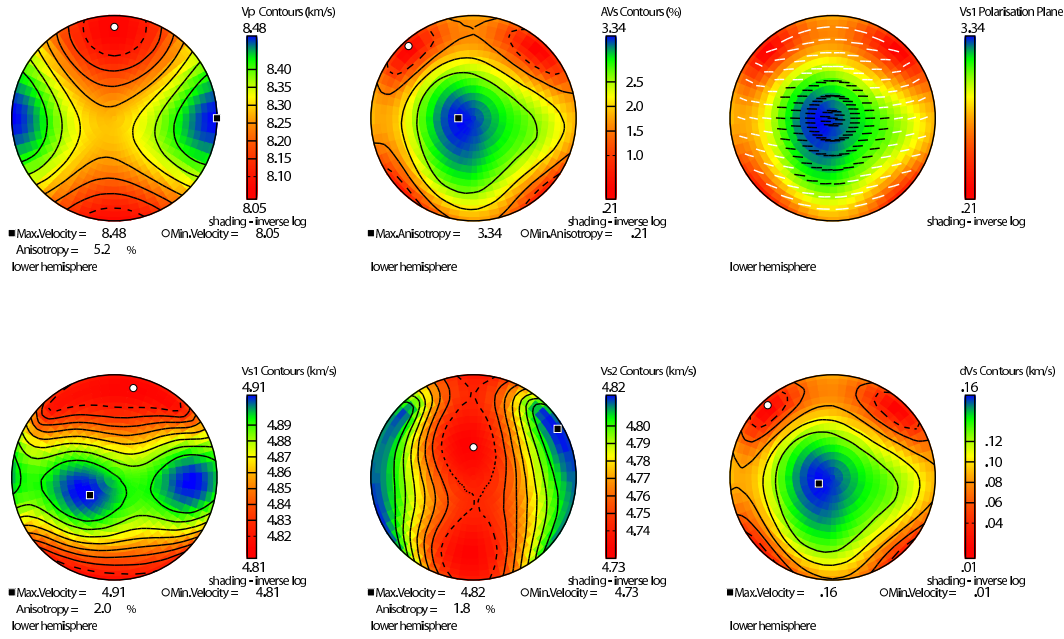 Vp Contours (km/s)
8.48
8.40
8.35
8.30
8.25
8.20
8.15
8.10
8.05
shading - inverse log
Max.Velocity = 8.48 Min.Velocity = 8.05
Anisotropy = 5.2 %
lower hemisphere
AVs Contours (%)
3.34
2.5
2.0
1.5
1.0
.21
shading - inverse log
Max.Anisotropy = 3.34 Min.Anisotropy = .21
lower hemisphere
Vs1 Polarisation Plane
3.34
.21
shading - inverse log
lower hemisphere
Vs1 Contours (km/s)
4.91
4.89
4.88
4.87
4.86
4.85
4.84
4.83
4.82
4.81
shading - inverse log
Max.Velocity = 4.91 Min.Velocity = 4.81
Anisotropy = 2.0 %
lower hemisphere
Vs2 Contours (km/s)
4.82
4.80
4.79
4.78
4.77
4.76
4.75
4.74
4.73
shading - inverse log
Max.Velocity = 4.82 Min.Velocity = 4.73
Anisotropy = 1.8 %
lower hemisphere
dVs Contours (km/s)
.16
.12
.10
.08
.06
.04
.01
shading - inverse log
Max.Velocity = .16 Min.Velocity = .01
lower hemisphere